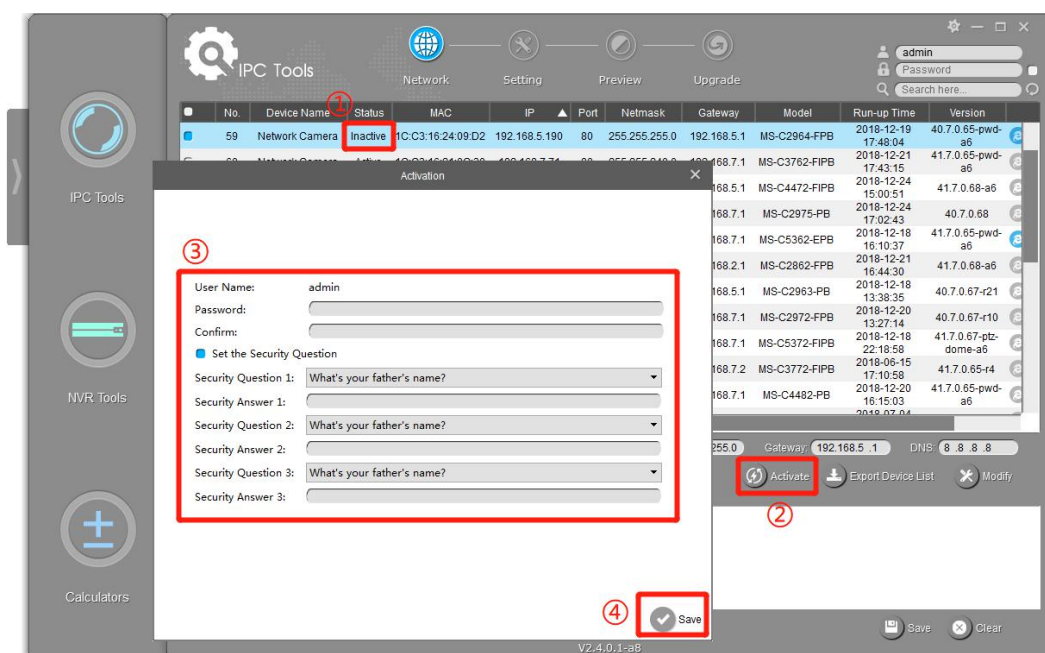 IPC Tools
Network
Setting
Preview
Upgrade
admin
Password
Search here...
①
No. Device Name Status MAC IP Port Netmask Gateway Model Run-up Time Version
59 Network Camera Inactive 1C:C3:16:24:09:D2 192.168.5.190 80 255.255.255.0 192.168.5.1 MS-C2964-FPB 2018-12-19 17:48:04 40.7.0.65-pwd-a6
168.7.1 MS-C3762-FIPB 2018-12-21 17:43:15 41.7.0.65-pwd-a6
168.5.1 MS-C4472-FIPB 2018-12-24 15:00:51 41.7.0.68-a6
168.7.1 MS-C2975-PB 2018-12-24 17:02:43 40.7.0.68
168.7.1 MS-C5362-EPB 2018-12-18 16:10:37 41.7.0.65-pwd-a6
168.2.1 MS-C2862-FPB 2018-12-21 16:44:30 41.7.0.68-a6
168.5.1 MS-C2963-PB 2018-12-18 13:38:35 40.7.0.67-r21
168.7.1 MS-C2972-FPB 2018-12-20 13:27:14 40.7.0.67-r10
168.7.1 MS-C5372-FIPB 2018-12-18 22:18:58 41.7.0.67-ptz-dome-a6
168.7.2 MS-C3772-FIPB 2018-06-15 17:10:58 41.7.0.65-r4
168.7.1 MS-C4482-PB 2018-12-20 16:15:03 41.7.0.65-pwd-a6
IPC Tools
NVR Tools
Calculators
Activation
③
User Name: admin
Password:
Confirm:
Set the Security Question
Security Question 1: What's your father's name?
Security Answer 1:
Security Question 2: What's your father's name?
Security Answer 2:
Security Question 3: What's your father's name?
Security Answer 3:
④
Save
255.0 Gateway: 192.168.5 .1 DNS: 8 .8 .8 .8
Activate Export Device List Modify
②
Save Clear
V2.4.0.1-a8